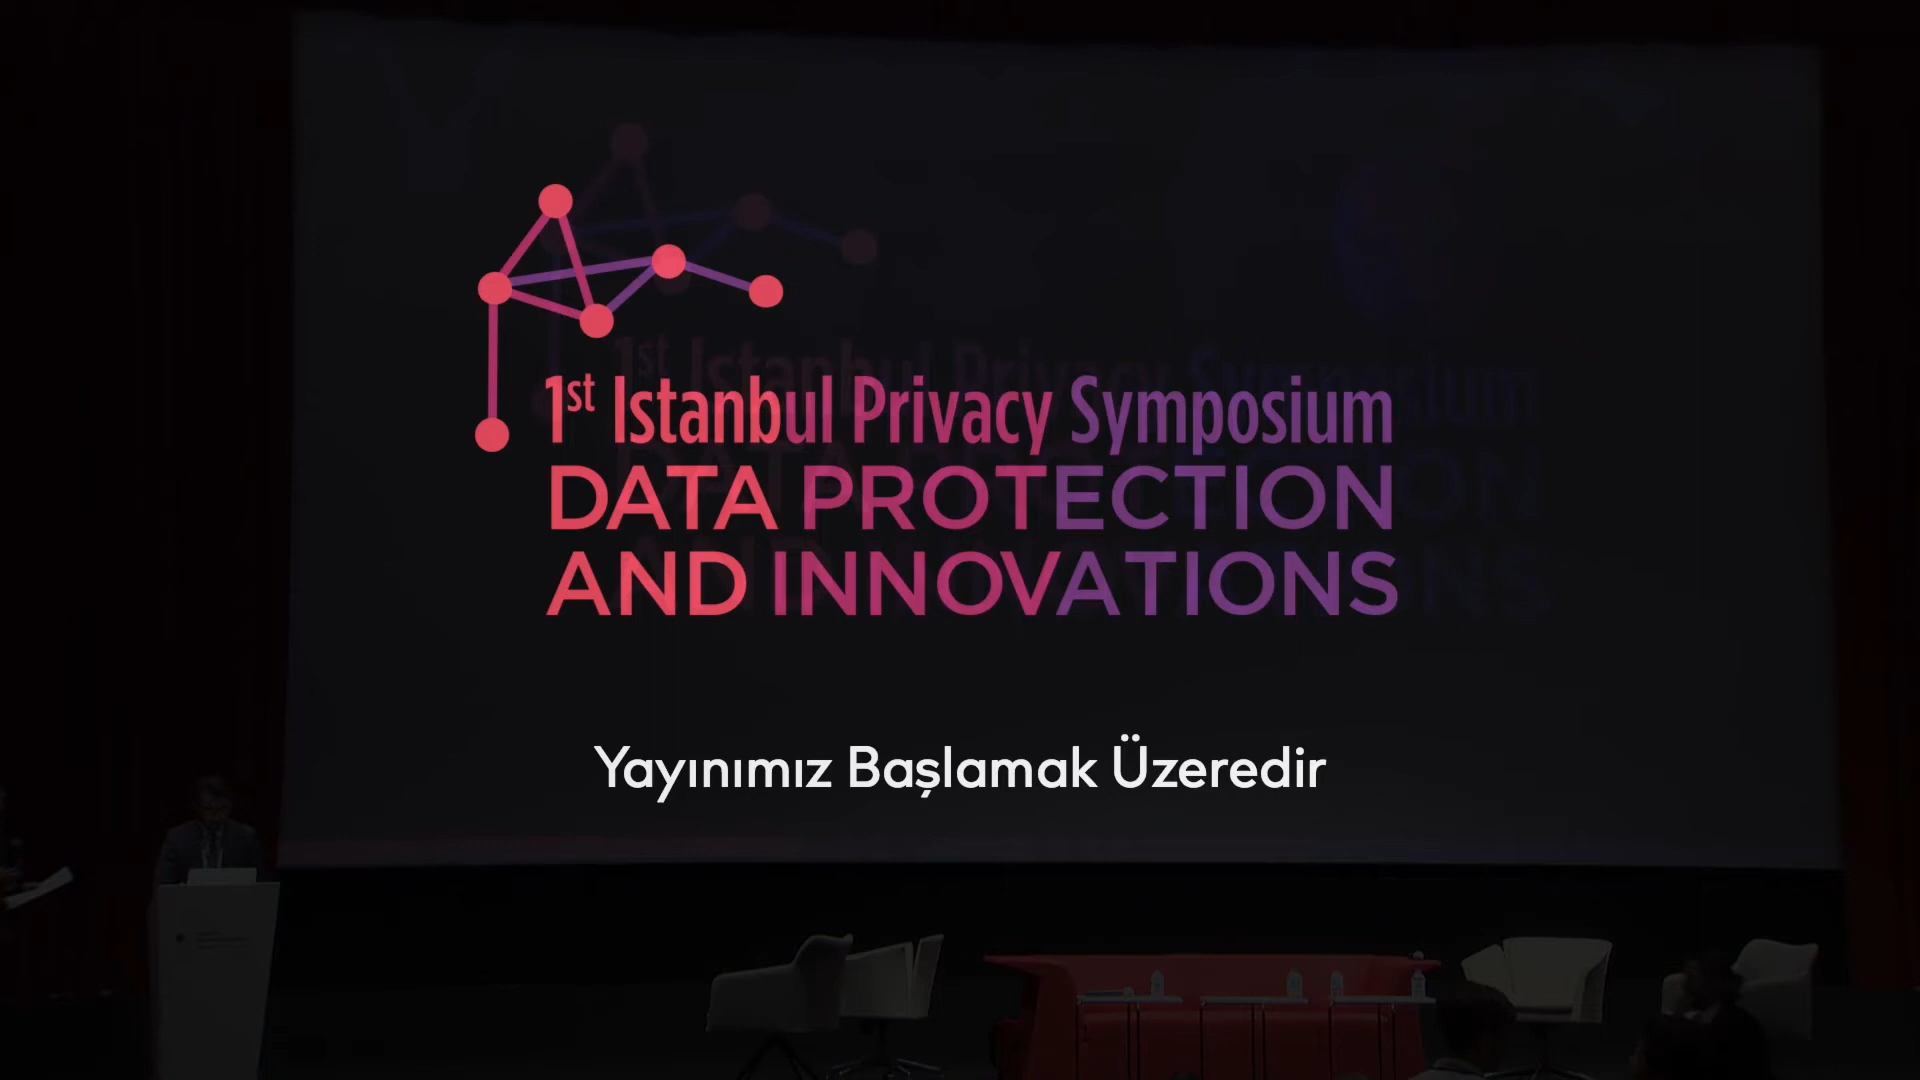 1st Istanbul Privacy Symposium
DATA PROTECTION
AND INNOVATIONS
Yayınımız Başlamak Üzeredir